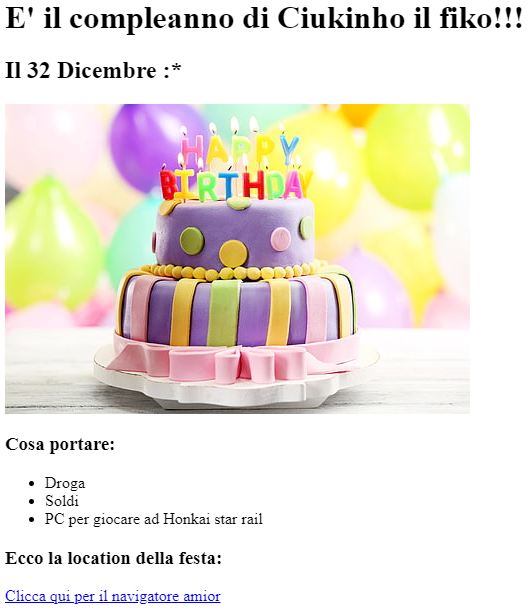 E' il compleanno di Ciukinho il fiko!!!
Il 32 Dicembre :*
HAPPY
BIRTHDAY
Cosa portare:
Droga
Soldi
PC per giocare ad Honkai star rail
Ecco la location della festa:
Clicca qui per il navigatore amior